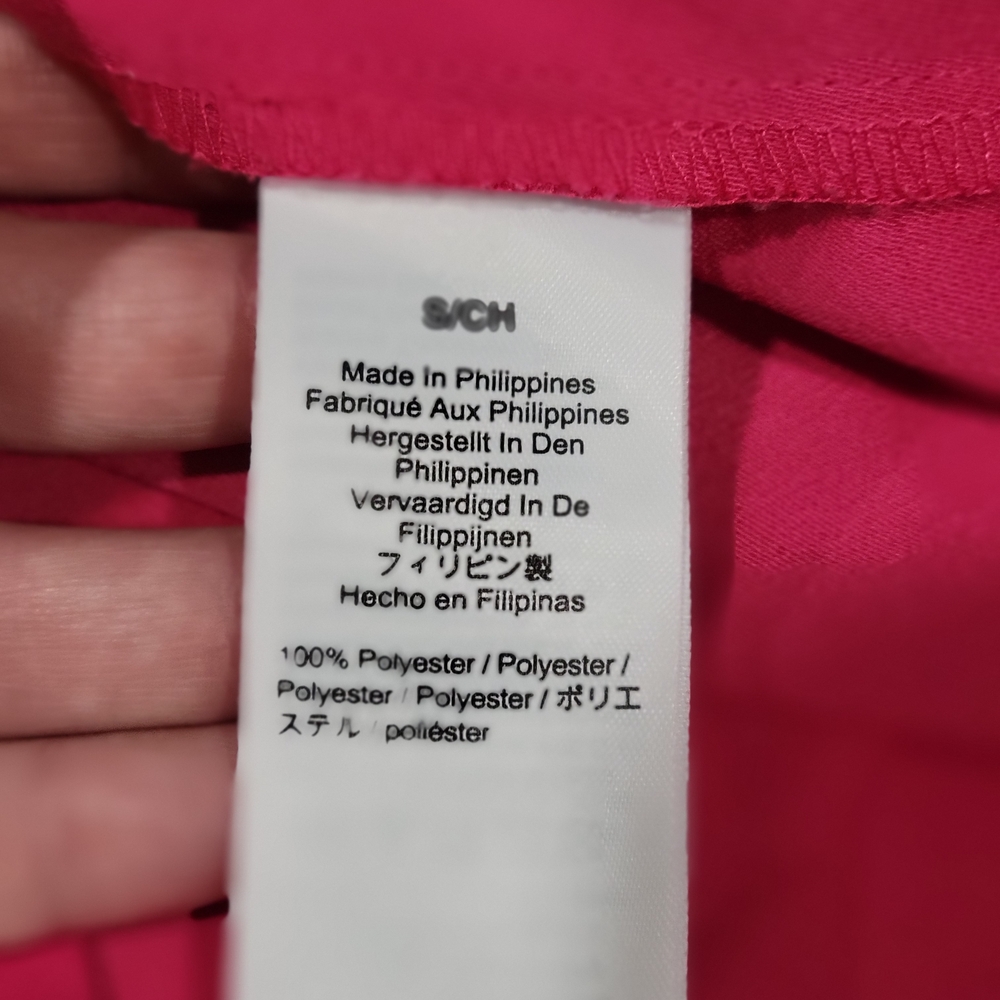 S/CH
Made In Philippines
Fabriqué Aux Philippines
Hergestellt In Den
Philippinen
Vervaardigd In De
Filippijnen
フィリピン製
Hecho en Filipinas
100% Polyester / Polyester /
Polyester / Polyester / ポリエ
ステル / poliéster